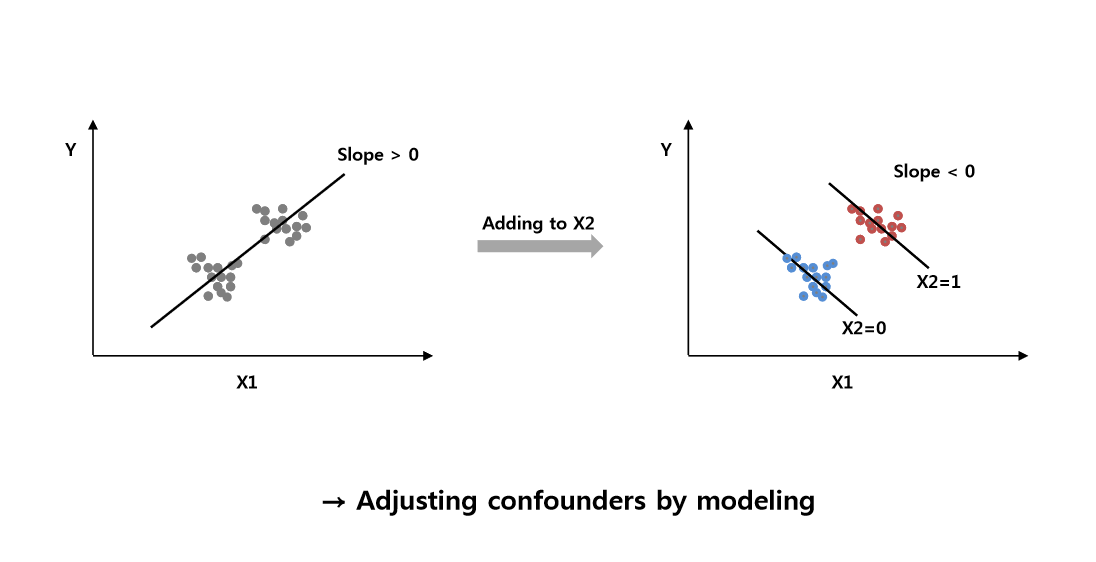 Y
Slope > 0
X1
Adding to X2
Y
Slope < 0
X2=1
X2=0
X1
→ Adjusting confounders by modeling